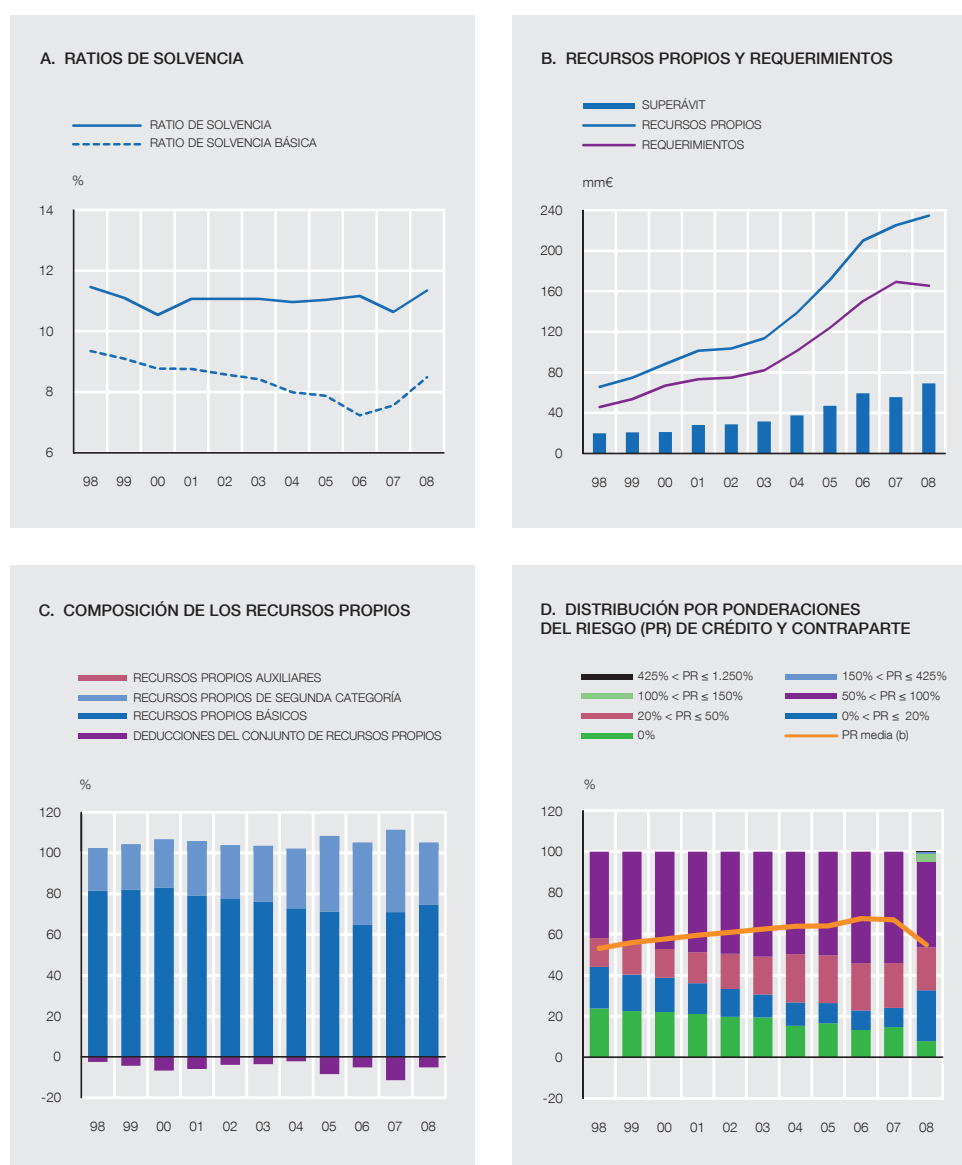 A. RATIOS DE SOLVENCIA
RATIO DE SOLVENCIA
RATIO DE SOLVENCIA BÁSICA
%
14
12
10
8
6
98 99 00 01 02 03 04 05 06 07 08
B. RECURSOS PROPIOS Y REQUERIMIENTOS
SUPERÁVIT
RECURSOS PROPIOS
REQUERIMIENTOS
mm€
240
200
160
120
80
40
0
98 99 00 01 02 03 04 05 06 07 08
C. COMPOSICIÓN DE LOS RECURSOS PROPIOS
RECURSOS PROPIOS AUXILIARES
RECURSOS PROPIOS DE SEGUNDA CATEGORÍA
RECURSOS PROPIOS BÁSICOS
DEDUCCIONES DEL CONJUNTO DE RECURSOS PROPIOS
%
120
100
80
60
40
20
0
-20
98 99 00 01 02 03 04 05 06 07 08
D. DISTRIBUCIÓN POR PONDERACIONES
DEL RIESGO (PR) DE CRÉDITO Y CONTRAPARTE
425% < PR ≤ 1.250% 150% < PR ≤ 425%
100% < PR ≤ 150% 50% < PR ≤ 100%
20% < PR ≤ 50% 0% < PR ≤ 20%
0% PR media (b)
%
120
100
80
60
40
20
0
-20
98 99 00 01 02 03 04 05 06 07 08